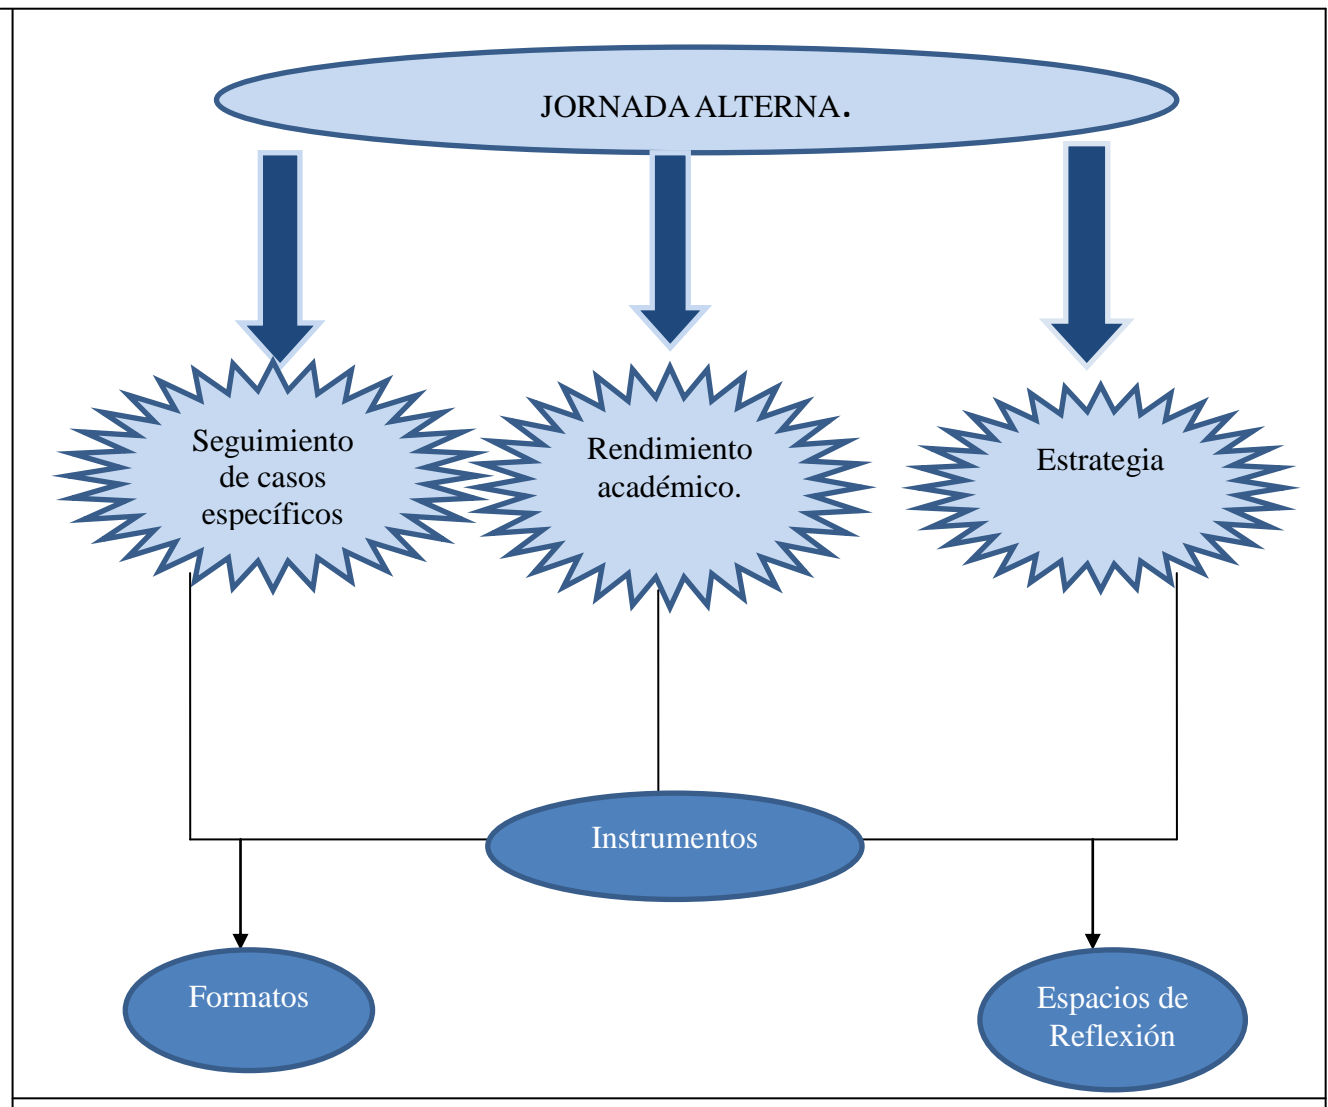 JORNADA ALTERNA.
Seguimiento
de casos
específicos
Rendimiento
académico.
Estrategia
Instrumentos
Formatos
Espacios de
Reflexión